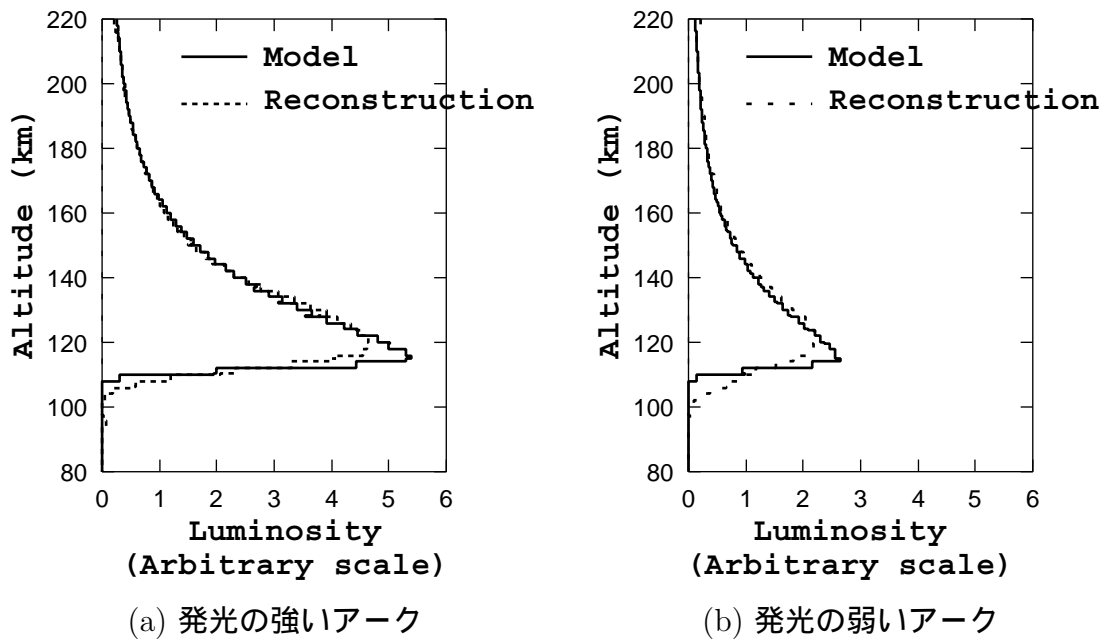 220
200
180
160
140
120
100
80
Altitude (km)
Model
Reconstruction
0 1 2 3 4 5 6
Luminosity
(Arbitrary scale)
(a) 発光の強いアーク
220
200
180
160
140
120
100
80
Altitude (km)
Model
Reconstruction
0 1 2 3 4 5 6
Luminosity
(Arbitrary scale)
(b) 発光の弱いアーク